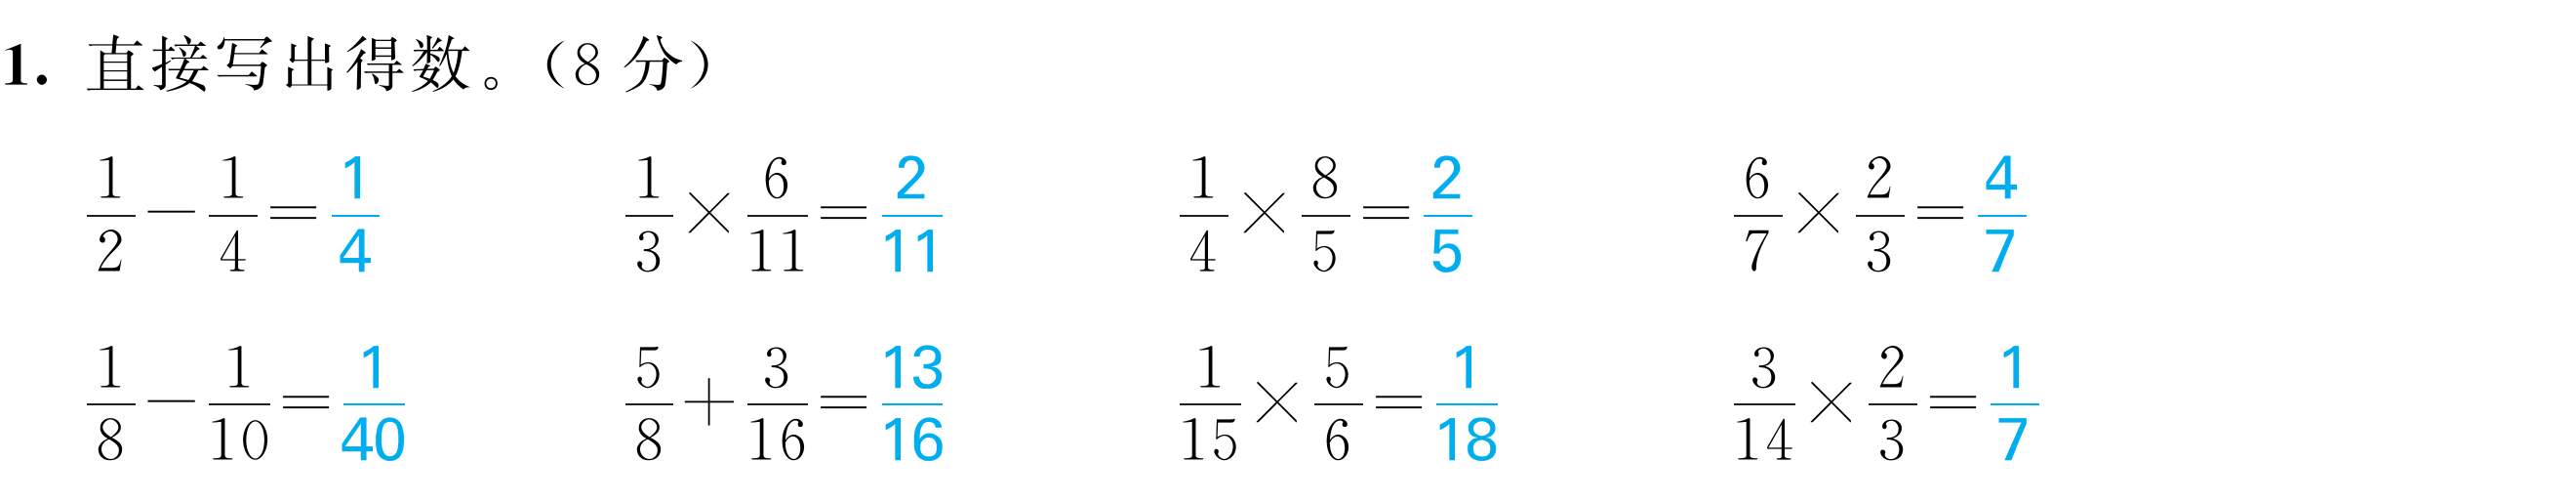 1. 直接写出得数。(8 分)
1/2 − 1/4 = 1/4    1/3 × 6/11 = 2/11    1/4 × 8/5 = 2/5    6/7 × 2/3 = 4/7
1/8 − 1/10 = 1/40    5/8 + 3/16 = 13/16    1/15 × 5/6 = 1/18    3/14 × 2/3 = 1/7